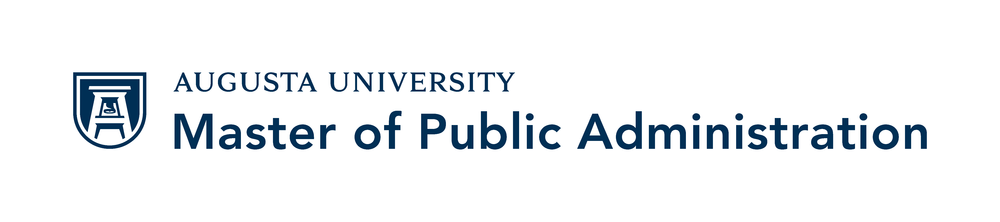 AUGUSTA UNIVERSITY
Master of Public Administration